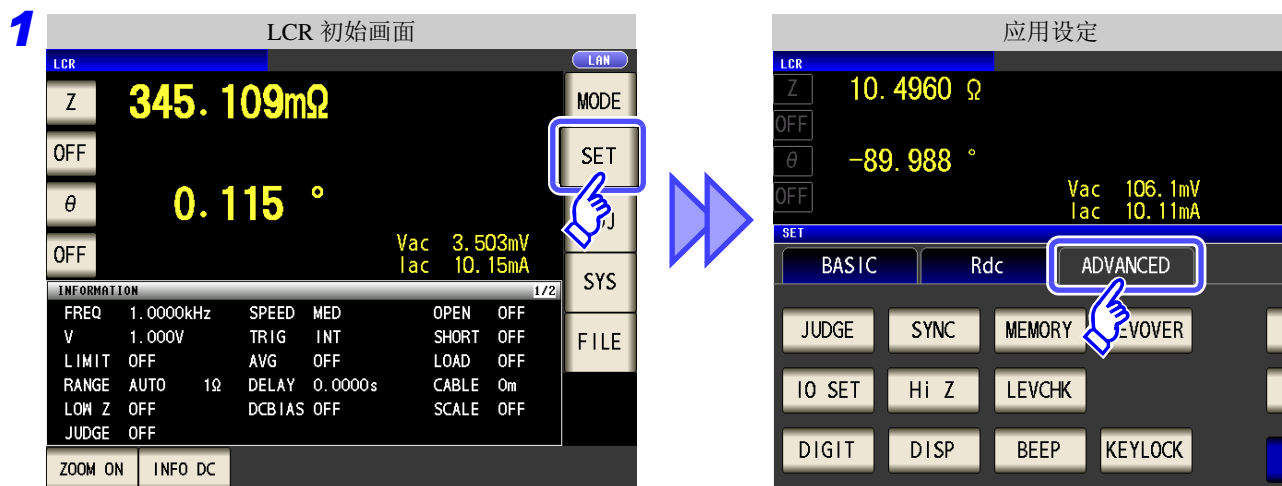 1
LCR 初始画面
LCR
LAN
Z 345.109mΩ
OFF
θ 0.115 °
OFF
Vac 3.503mV
Iac 10.15mA
MODE
SET
SYS
FILE
INFORMATION 1/2
FREQ 1.0000kHz SPEED MED OPEN OFF
V 1.000V TRIG INT SHORT OFF
LIMIT OFF AVG OFF LOAD OFF
RANGE AUTO 1Ω DELAY 0.0000s CABLE 0m
LOW Z OFF DCBIAS OFF SCALE OFF
JUDGE OFF
ZOOM ON INFO DC
应用设定
LCR
Z 10.4960 Ω
OFF
θ -89.988 °
OFF
Vac 106.1mV
Iac 10.11mA
SET
BASIC Rdc ADVANCED
JUDGE SYNC MEMORY EVOVER
IO SET Hi Z LEVCHK
DIGIT DISP BEEP KEYLOCK